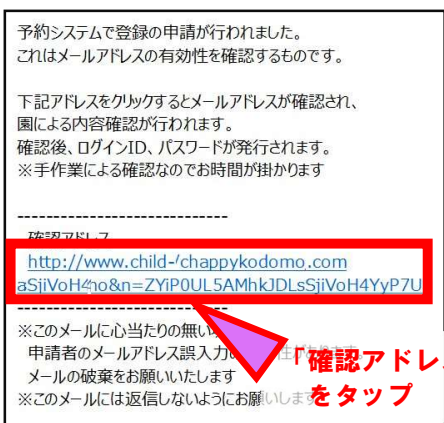 予約システムで登録の申請が行われました。
これはメールアドレスの有効性を確認するものです。
下記アドレスをクリックするとメールアドレスが確認され、
園による内容確認が行われます。
確認後、ログインID、パスワードが発行されます。
※手作業による確認なのでお時間が掛かります
-----------------------------
確認アドレス
http://www.child-/chappykodomo.com
aSjiVoH4no&n=ZYiP0UL5AMhkJDLsSjiVoH4YyP7U
-----------------------------
※このメールに心当たりの無い
申請者のメールアドレス誤入力の
メールの破棄をお願いいたします
※このメールには返信しないようにお願いします
「確認アドレス
をタップ